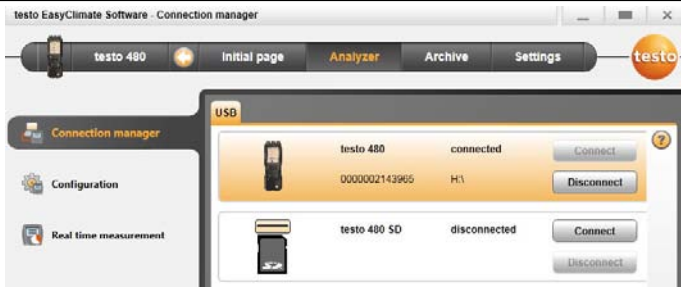 testo EasyClimate Software - Connection manager
testo 480 Initial page Analyzer Archive Settings testo
USB
Connection manager
testo 480 connected Connect
?
0000002143965 H:\ Disconnect
Configuration
testo 480 SD disconnected Connect
Real time measurement
Disconnect